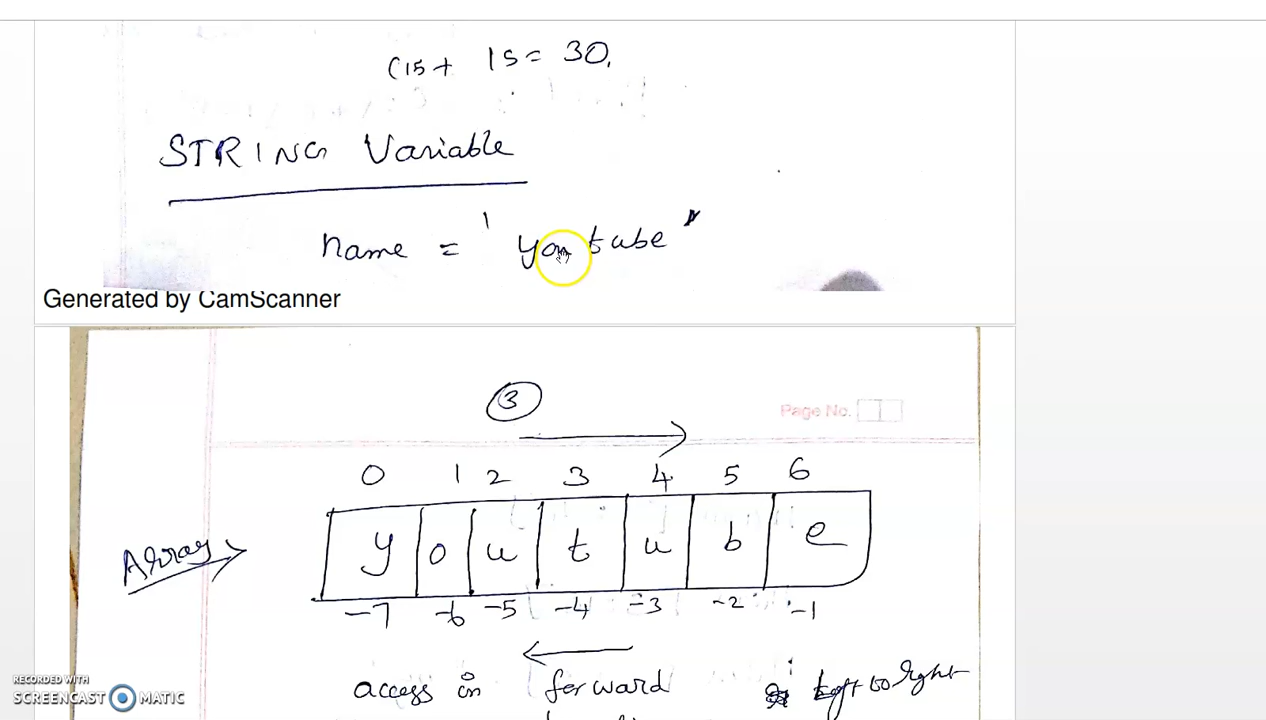 (15+ 15= 30.
STRING Variable
name = ' youtube "
Generated by CamScanner
3
Page No.
0 1 2 3 4 5 6
Array y o u t u b e
-7 -6 -5 -4 -3 -2 -1
access in forward left to right
RECORDED WITH
SCREENCAST MATIC